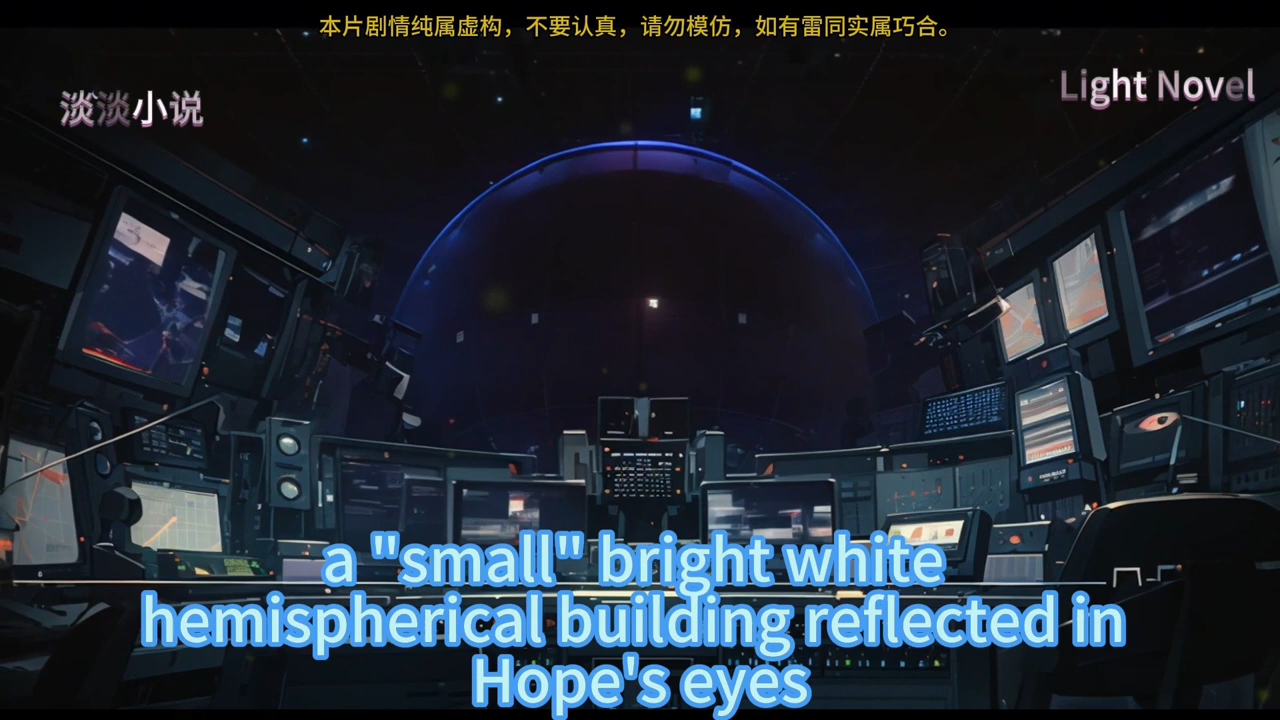 本片剧情纯属虚构，不要认真，请勿模仿，如有雷同实属巧合。
淡淡小说
Light Novel
a "small" bright white
hemispherical building reflected in
Hope's eyes